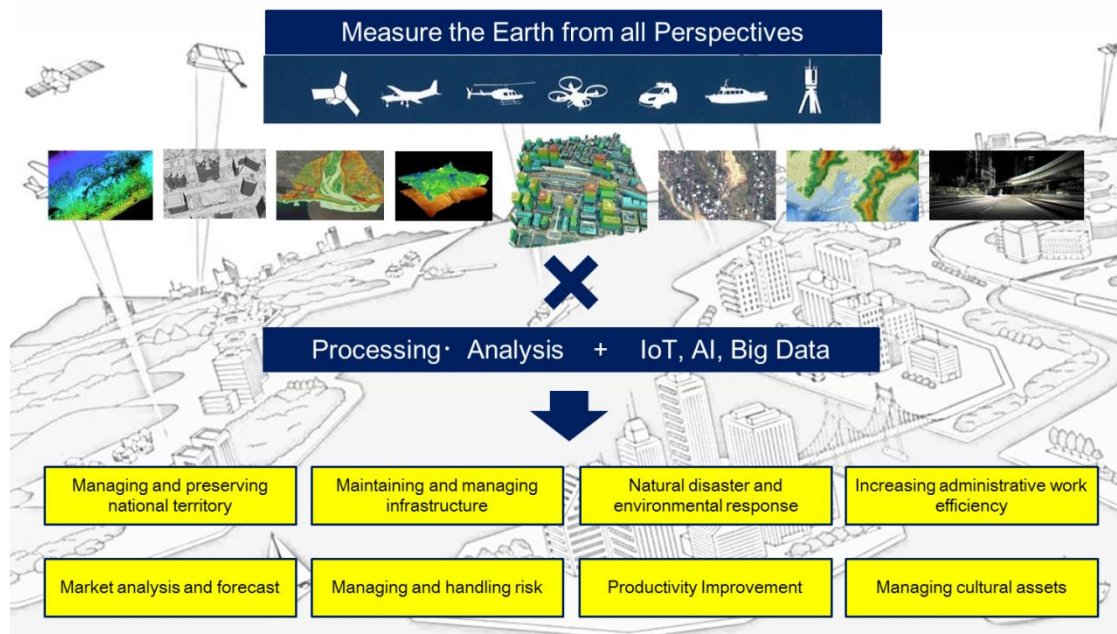 Measure the Earth from all Perspectives
Processing･ Analysis + IoT, AI, Big Data
Managing and preserving
national territory
Maintaining and managing
infrastructure
Natural disaster and
environmental response
Increasing administrative work
efficiency
Market analysis and forecast
Managing and handling risk
Productivity Improvement
Managing cultural assets